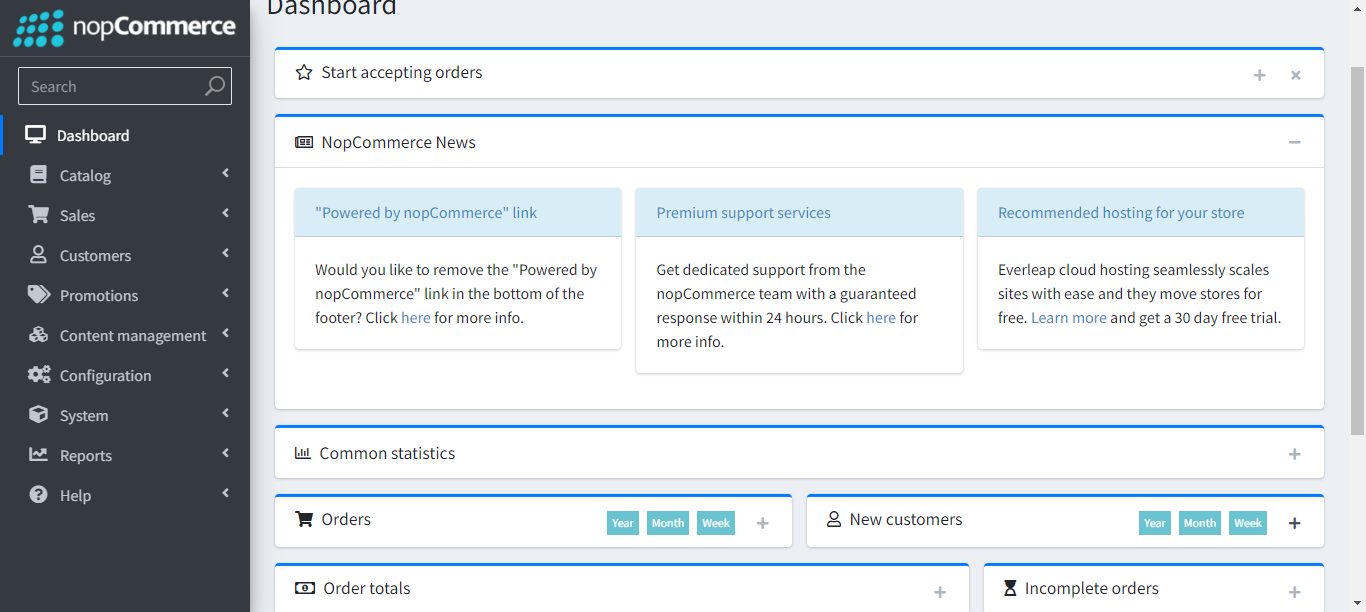 Dashboard
nopCommerce
Search
Dashboard
Catalog
Sales
Customers
Promotions
Content management
Configuration
System
Reports
Help
Start accepting orders
NopCommerce News
"Powered by nopCommerce" link
Would you like to remove the "Powered by
nopCommerce" link in the bottom of the
footer? Click here for more info.
Premium support services
Get dedicated support from the
nopCommerce team with a guaranteed
response within 24 hours. Click here for
more info.
Recommended hosting for your store
Everleap cloud hosting seamlessly scales
sites with ease and they move stores for
free. Learn more and get a 30 day free trial.
Common statistics
Orders Year Month Week
New customers Year Month Week
Order totals
Incomplete orders